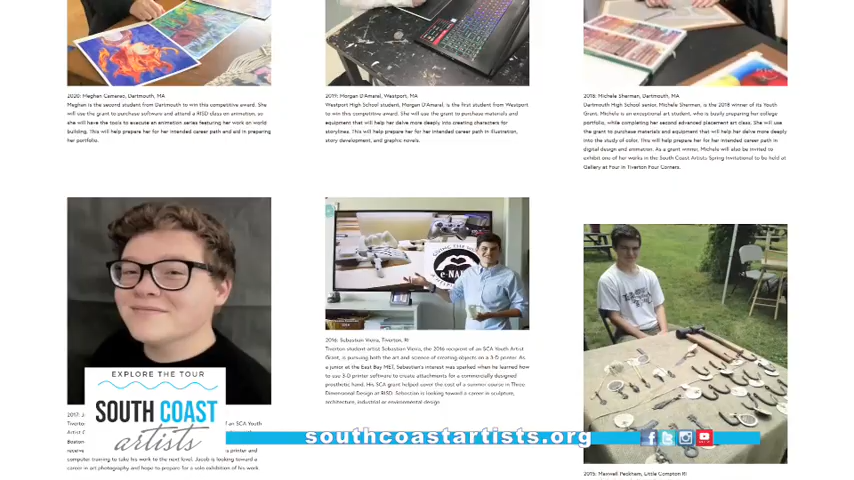 2020: Meghan Camarao, Dartmouth, MA
Meghan is the second student from Dartmouth to win this competitive award. She
will use the grant to purchase software and attend a RISD class on animation, so
she will have the tools to execute an animation series featuring her work on world
building. This will help prepare her for her intended career path and aid in preparing
her portfolio.
2019: Morgan D'Amaral, Westport, MA
Westport High School student, Morgan D'Amaral, is the first student from Westport
to win this competitive award. She will use the grant to purchase materials and
equipment that will help her delve more deeply into creating characters for
storylines. This will help prepare her for her intended career path in illustration,
story development, and graphic novels.
2018: Michele Sherman, Dartmouth, MA
Dartmouth High School senior, Michele Sherman, is the 2018 winner of its Youth
Grant. Michele is an exceptional art student, who is busily preparing her college
portfolio, while completing her second advanced placement art class. She will use
the grant to purchase materials and equipment that will help her delve more deeply
into the study of color. This will help prepare her for her intended career path in
digital design and animation. As a grant winner, Michele will also be invited to
exhibit one of her works in the South Coast Artists Spring Invitational to be held at
Gallery at Four in Tiverton Four Corners.
e-NA
2016: Sebastian Vieira, Tiverton, RI
Tiverton student artist Sebastian Vieira, the 2016 recipient of an SCA Youth Artist
Grant, is pursuing both the art and science of creating objects on a 3-D printer. As
a junior at the East Bay MET, Sebastian's interest was sparked when he learned how
to use 3-D printer software to create attachments for a commercially designed
prosthetic hand. His SCA grant helped cover the cost of a summer course in Three
Dimensional Design at RISD. Sebastian is looking toward a career in sculpture,
architecture, industrial or environmental design.
2017: J
Tiverto of an SCA Youth
Artist
Boston
receive s printer and
computer training to take his work to the next level. Jacob is looking toward a
career in art photography and hope to prepare for a solo exhibition of his work
EXPLORE THE TOUR
SOUTH COAST
artists
southcoastartists.org
2015: Maxwell Peckham, Little Compton RI